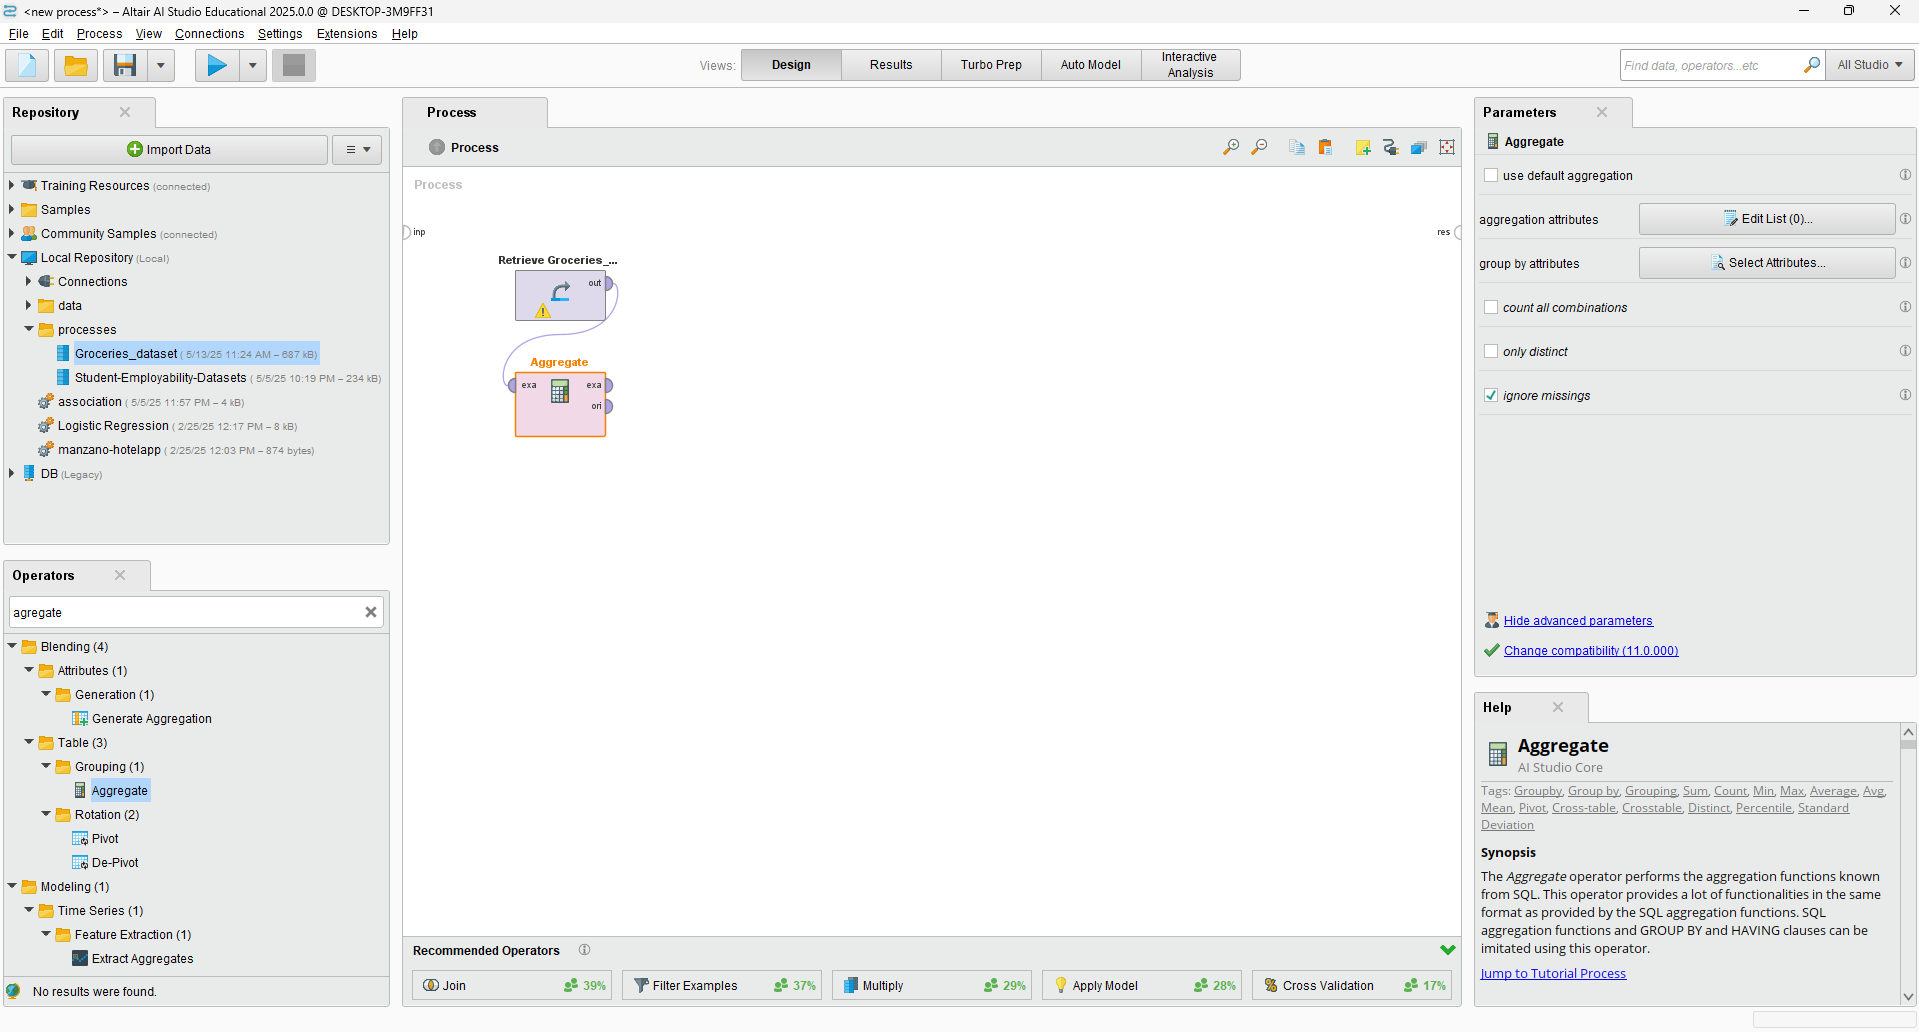 <new process*> – Altair AI Studio Educational 2025.0.0 @ DESKTOP-3M9FF31
File Edit Process View Connections Settings Extensions Help
Views: Design Results Turbo Prep Auto Model Interactive Analysis
Find data, operators...etc All Studio
Repository
Import Data
Training Resources (connected)
Samples
Community Samples (connected)
Local Repository (Local)
Connections
data
processes
Groceries_dataset ( 5/13/25 11:24 AM – 687 kB)
Student-Employability-Datasets ( 5/5/25 10:19 PM – 234 kB)
association ( 5/5/25 11:57 PM – 4 kB)
Logistic Regression ( 2/25/25 12:17 PM – 8 kB)
manzano-hotelapp ( 2/25/25 12:03 PM – 874 bytes)
DB (Legacy)
Operators
agregate
Blending (4)
Attributes (1)
Generation (1)
Generate Aggregation
Table (3)
Grouping (1)
Aggregate
Rotation (2)
Pivot
De-Pivot
Modeling (1)
Time Series (1)
Feature Extraction (1)
Extract Aggregates
No results were found.
Process
Process
Process
inp
res
Retrieve Groceries_...
out
Aggregate
exa exa
ori
Recommended Operators
Join 39% Filter Examples 37% Multiply 29% Apply Model 28% Cross Validation 17%
Parameters
Aggregate
use default aggregation
aggregation attributes Edit List (0)...
group by attributes Select Attributes...
count all combinations
only distinct
ignore missings
Hide advanced parameters
Change compatibility (11.0.000)
Help
Aggregate
AI Studio Core
Tags: Groupby, Group by, Grouping, Sum, Count, Min, Max, Average, Avg,
Mean, Pivot, Cross-table, Crosstable, Distinct, Percentile, Standard
Deviation
Synopsis
The Aggregate operator performs the aggregation functions known
from SQL. This operator provides a lot of functionalities in the same
format as provided by the SQL aggregation functions. SQL
aggregation functions and GROUP BY and HAVING clauses can be
imitated using this operator.
Jump to Tutorial Process